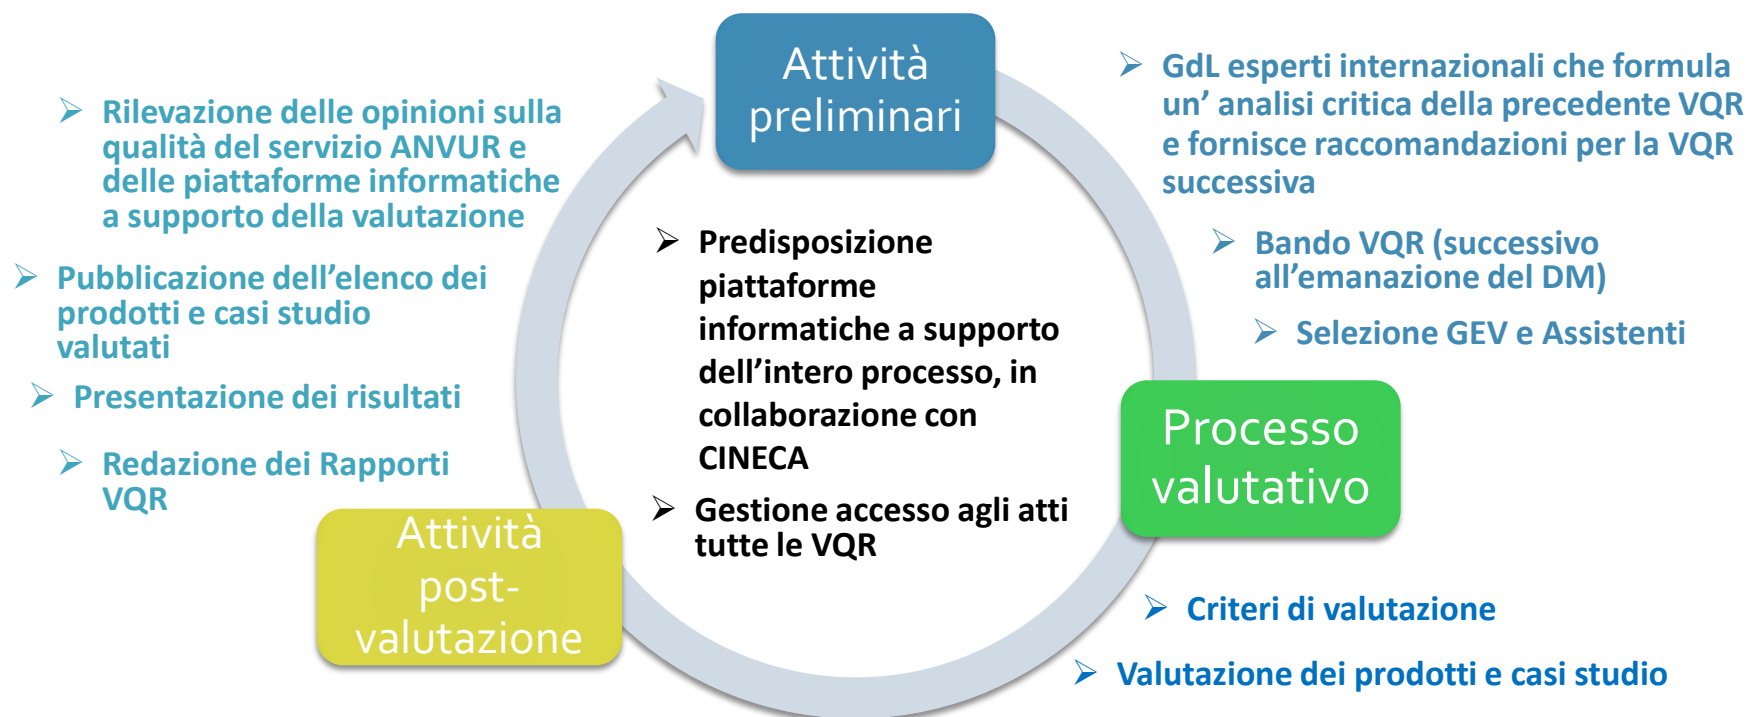 Attività
preliminari
➢ GdL esperti internazionali che formula
un’ analisi critica della precedente VQR
e fornisce raccomandazioni per la VQR
successiva
➢ Bando VQR (successivo
all’emanazione del DM)
➢ Selezione GEV e Assistenti
Processo
valutativo
➢ Criteri di valutazione
➢ Valutazione dei prodotti e casi studio
Attività
post-
valutazione
➢ Redazione dei Rapporti
VQR
➢ Presentazione dei risultati
➢ Pubblicazione dell’elenco dei
prodotti e casi studio
valutati
➢ Rilevazione delle opinioni sulla
qualità del servizio ANVUR e
delle piattaforme informatiche
a supporto della valutazione
➢ Predisposizione
piattaforme
informatiche a supporto
dell’intero processo, in
collaborazione con
CINECA
➢ Gestione accesso agli atti
tutte le VQR